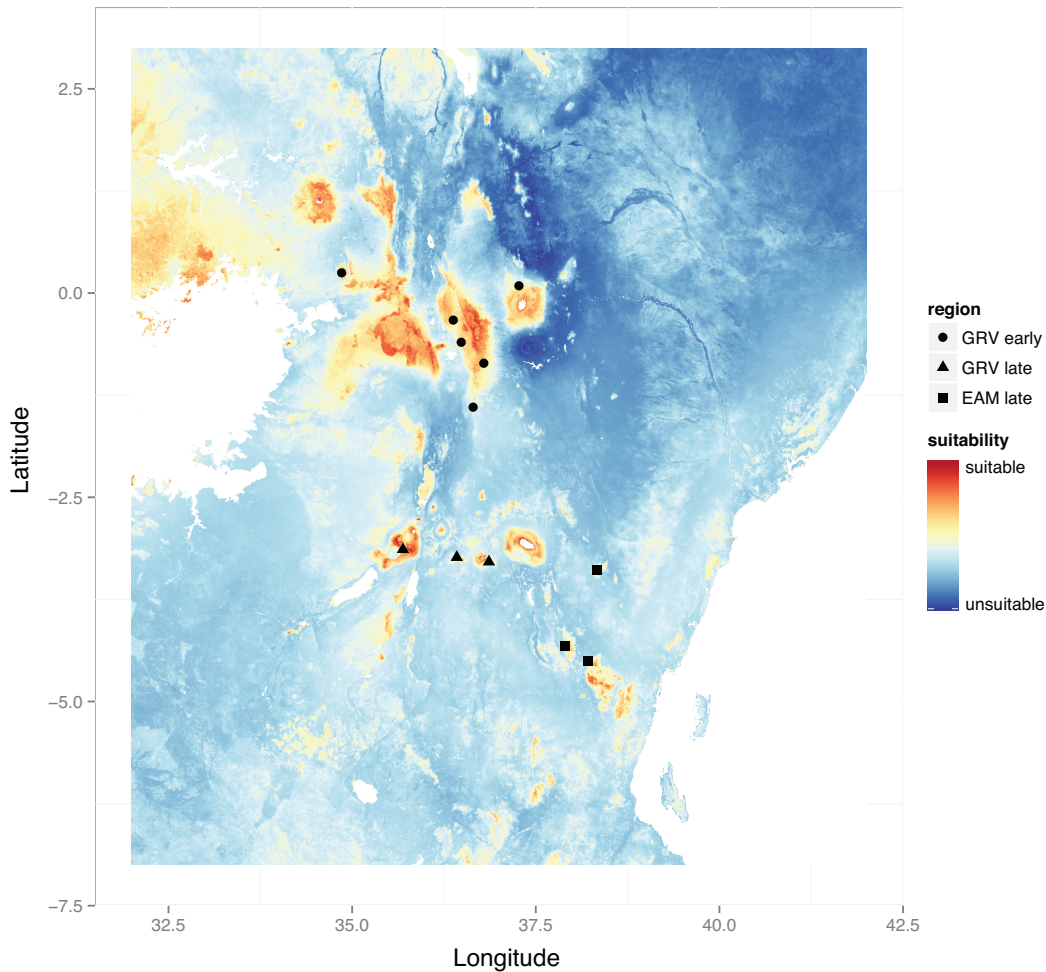 2.5
0.0
−2.5
−5.0
−7.5
Latitude
32.5 35.0 37.5 40.0 42.5
Longitude
region
GRV early
GRV late
EAM late
suitability
suitable
unsuitable